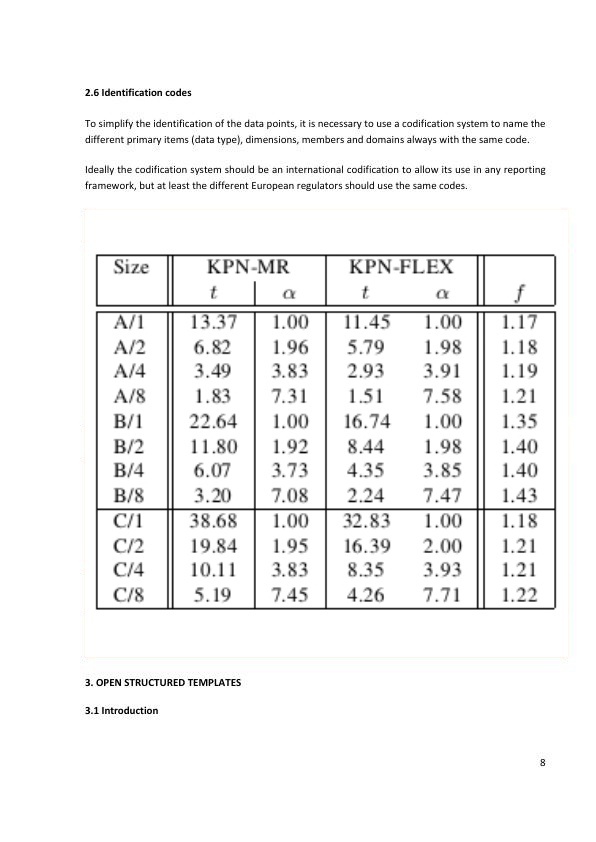 2.6 Identification codes
To simplify the identification of the data points, it is necessary to use a codification system to name the
different primary items (data type), dimensions, members and domains always with the same code.
Ideally the codification system should be an international codification to allow its use in any reporting
framework, but at least the different European regulators should use the same codes.
Size KPN-MR KPN-FLEX
t α t α f
A/1 13.37 1.00 11.45 1.00 1.17
A/2 6.82 1.96 5.79 1.98 1.18
A/4 3.49 3.83 2.93 3.91 1.19
A/8 1.83 7.31 1.51 7.58 1.21
B/1 22.64 1.00 16.74 1.00 1.35
B/2 11.80 1.92 8.44 1.98 1.40
B/4 6.07 3.73 4.35 3.85 1.40
B/8 3.20 7.08 2.24 7.47 1.43
C/1 38.68 1.00 32.83 1.00 1.18
C/2 19.84 1.95 16.39 2.00 1.21
C/4 10.11 3.83 8.35 3.93 1.21
C/8 5.19 7.45 4.26 7.71 1.22
3. OPEN STRUCTURED TEMPLATES
3.1 Introduction
8